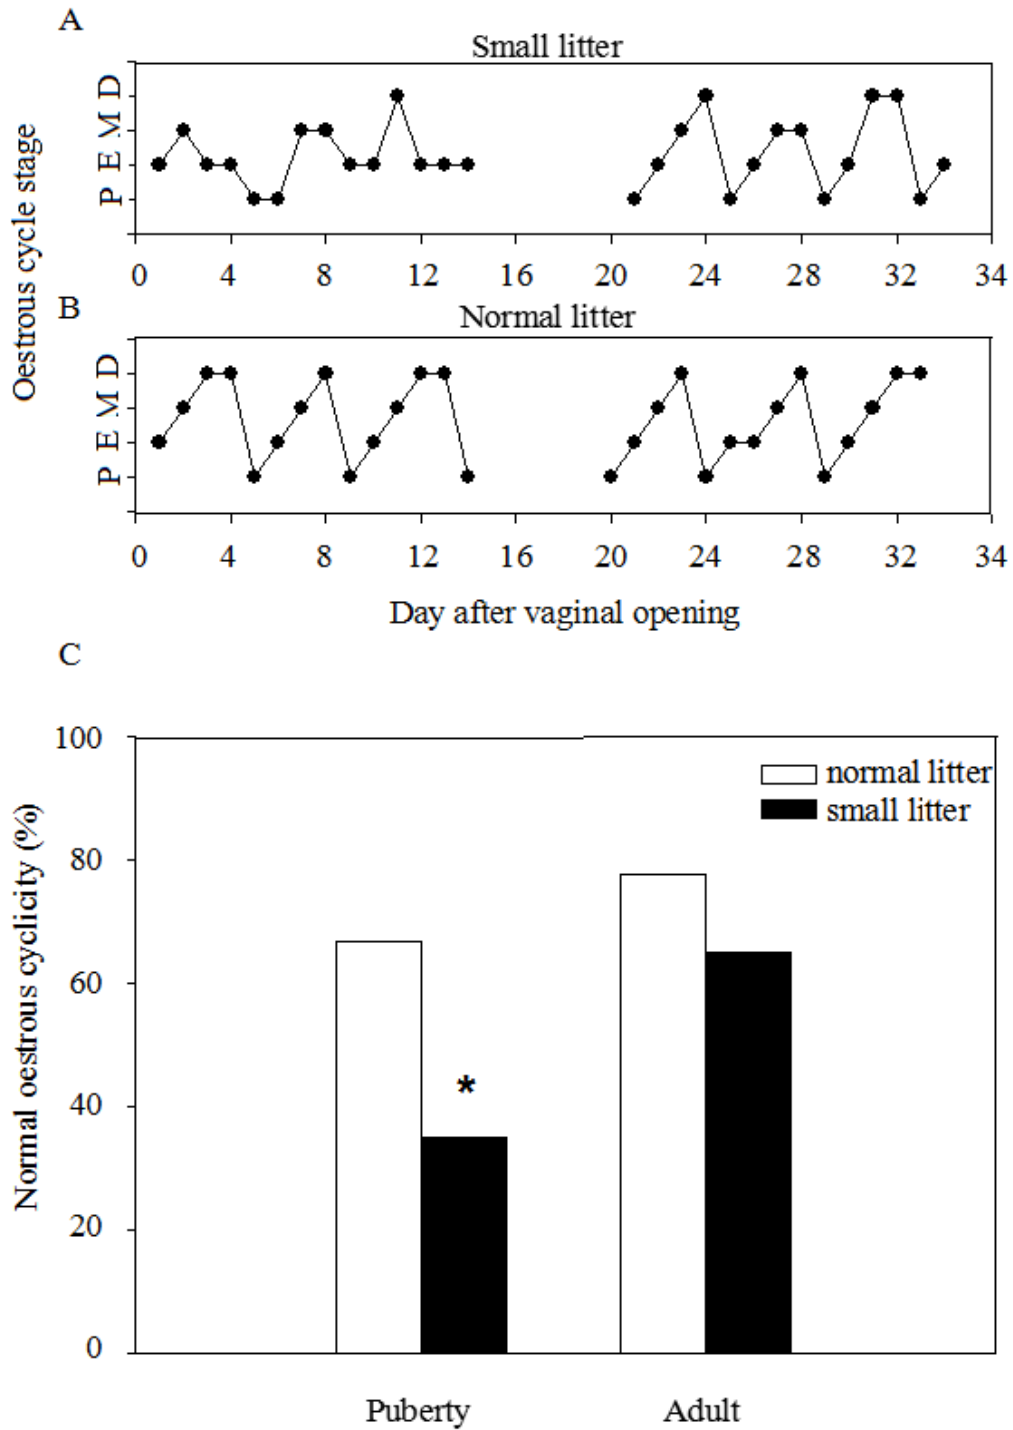 A
Small litter
Oestrous cycle stage
P E M D
0 4 8 12 16 20 24 28 32 34
B
Normal litter
P E M D
0 4 8 12 16 20 24 28 32 34
Day after vaginal opening
C
Normal oestrous cyclicity (%)
100
80
60
40
20
0
normal litter
small litter
*
Puberty Adult